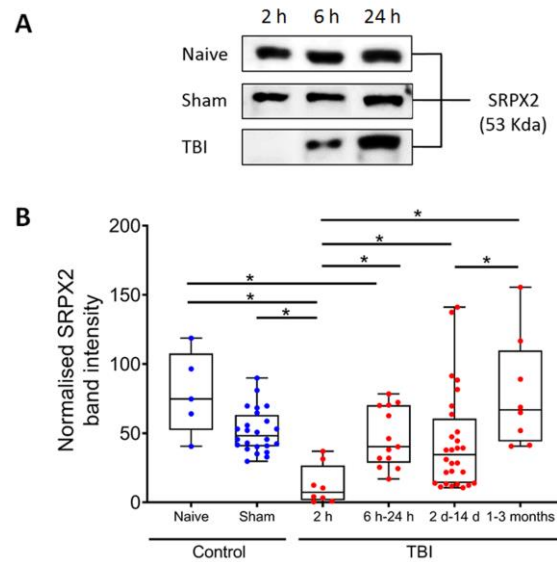 A
2 h 6 h 24 h
Naive
Sham
TBI
SRPX2
(53 Kda)
B
Normalised SRPX2
band intensity
200
150
100
50
0
* * * * * * *
Naive Sham 2 h 6 h-24 h 2 d-14 d 1-3 months
Control TBI